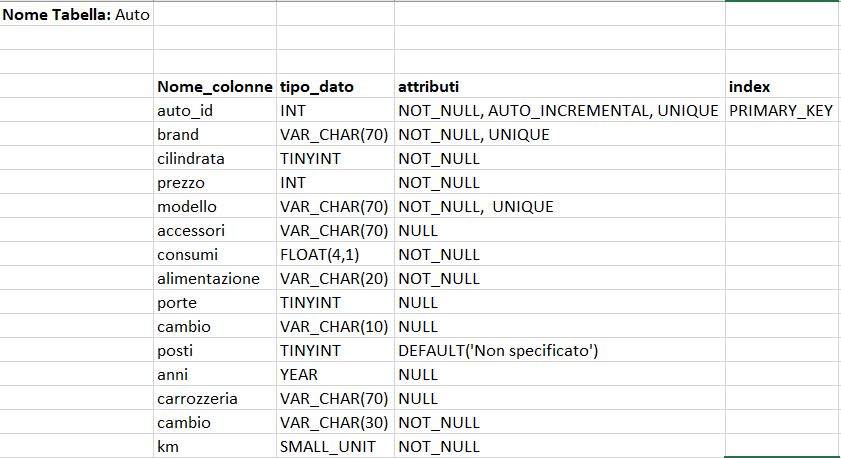 Nome Tabella: Auto
Nome_colonne tipo_dato attributi index
auto_id INT NOT_NULL, AUTO_INCREMENTAL, UNIQUE PRIMARY_KEY
brand VAR_CHAR(70) NOT_NULL, UNIQUE
cilindrata TINYINT NOT_NULL
prezzo INT NOT_NULL
modello VAR_CHAR(70) NOT_NULL, UNIQUE
accessori VAR_CHAR(70) NULL
consumi FLOAT(4,1) NOT_NULL
alimentazione VAR_CHAR(20) NOT_NULL
porte TINYINT NULL
cambio VAR_CHAR(10) NULL
posti TINYINT DEFAULT('Non specificato')
anni YEAR NULL
carrozzeria VAR_CHAR(70) NULL
cambio VAR_CHAR(30) NOT_NULL
km SMALL_UNIT NOT_NULL